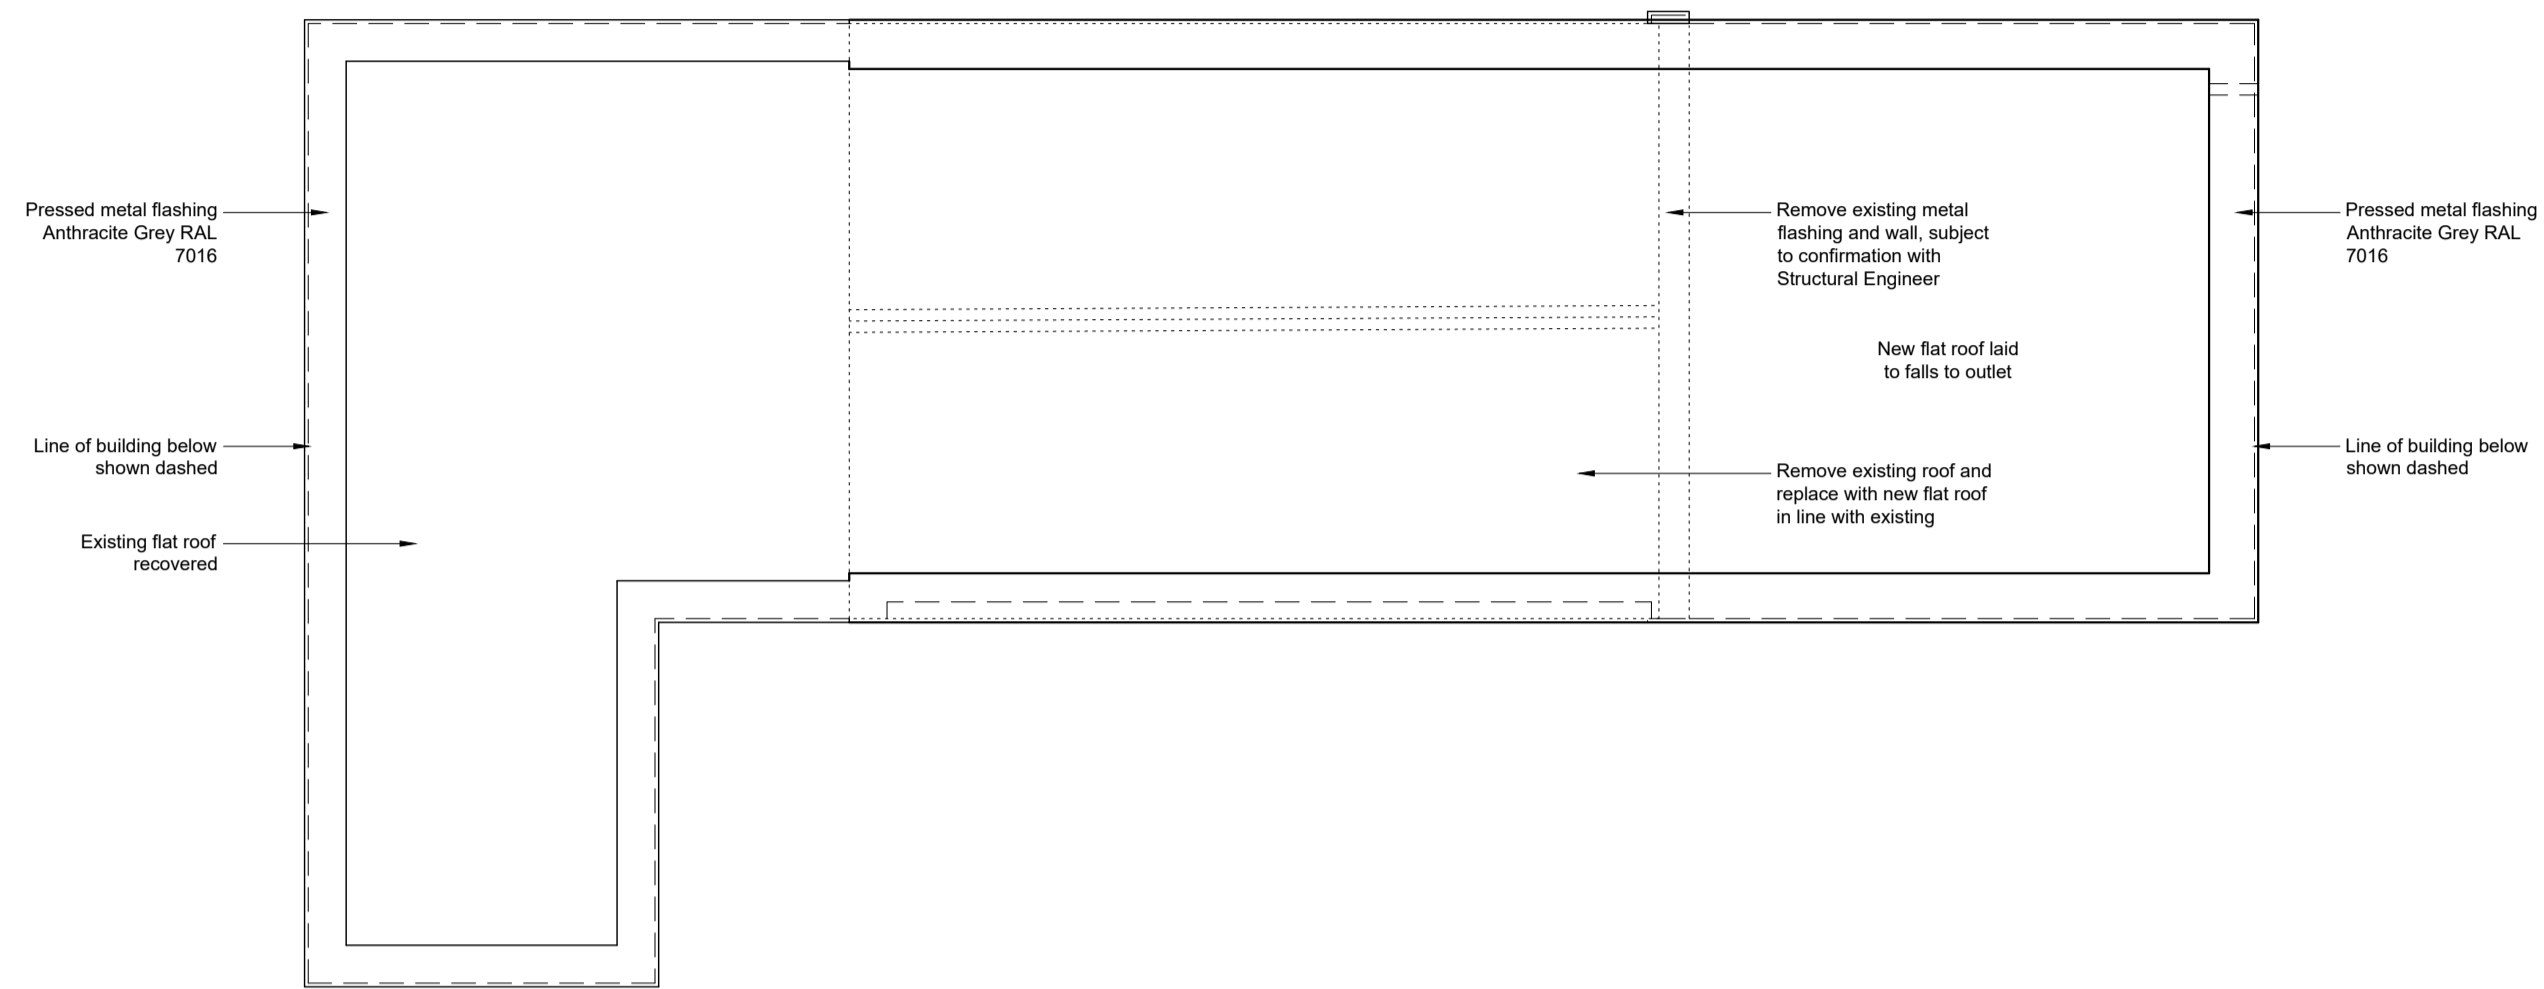 Pressed metal flashing
Anthracite Grey RAL
7016
Line of building below
shown dashed
Existing flat roof
recovered
Remove existing metal
flashing and wall, subject
to confirmation with
Structural Engineer
New flat roof laid
to falls to outlet
Remove existing roof and
replace with new flat roof
in line with existing
Pressed metal flashing
Anthracite Grey RAL
7016
Line of building below
shown dashed